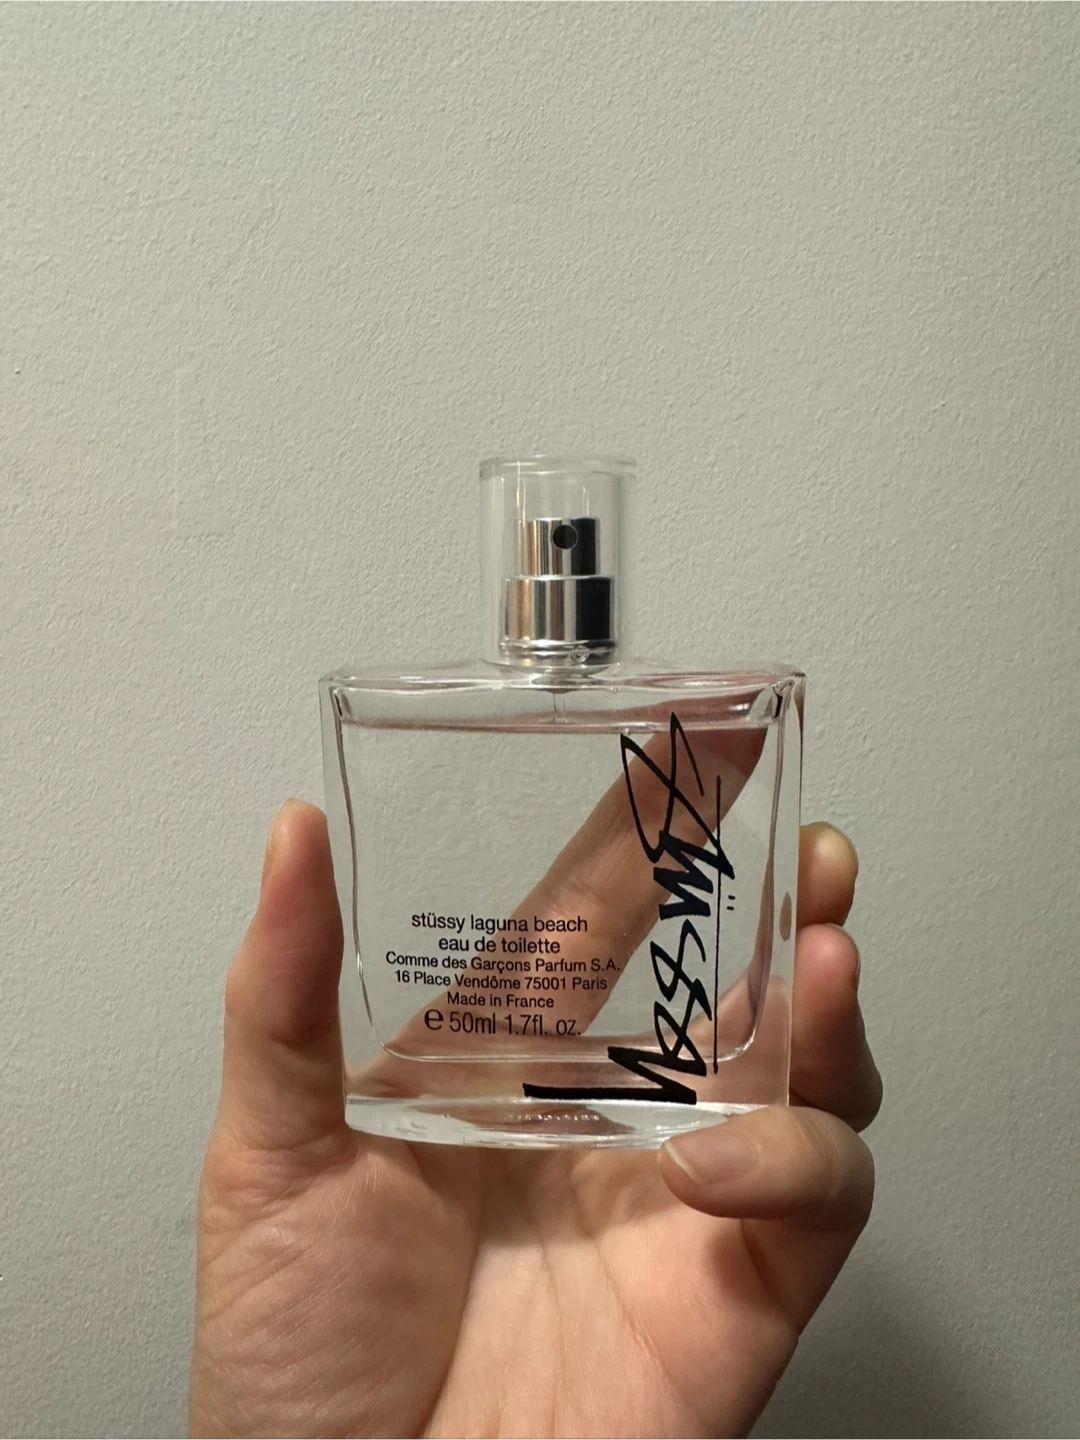 stüssy laguna beach
eau de toilette
Comme des Garçons Parfum S.A.
16 Place Vendôme 75001 Paris
Made in France
℮ 50ml 1.7fl. oz.
Stüssy